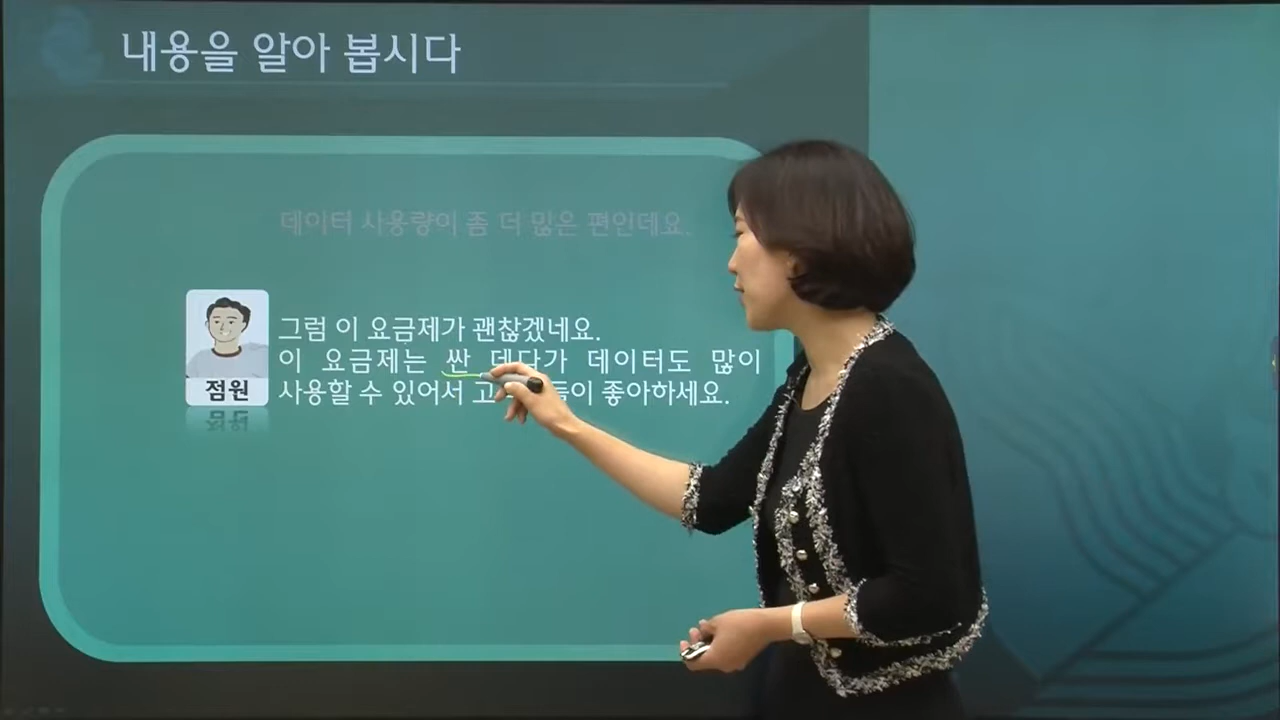 내용을 알아 봅시다
데이터 사용량이 좀 더 많은 편인데요.
그럼 이 요금제가 괜찮겠네요.
이 요금제는 싼 데다가 데이터도 많이
사용할 수 있어서 좋아하세요.
점원